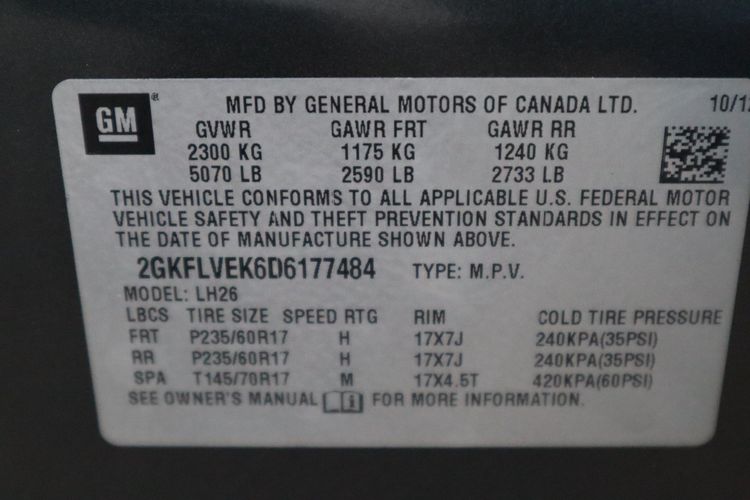 GM®
MFD BY GENERAL MOTORS OF CANADA LTD. 10/12
GVWR GAWR FRT GAWR RR
2300 KG 1175 KG 1240 KG
5070 LB 2590 LB 2733 LB
THIS VEHICLE CONFORMS TO ALL APPLICABLE U.S. FEDERAL MOTOR
VEHICLE SAFETY AND THEFT PREVENTION STANDARDS IN EFFECT ON
THE DATE OF MANUFACTURE SHOWN ABOVE.
2GKFLVEK6D6177484 TYPE: M.P.V.
MODEL: LH26
LBCS TIRE SIZE SPEED RTG RIM COLD TIRE PRESSURE
FRT P235/60R17 H 17X7J 240KPA(35PSI)
RR P235/60R17 H 17X7J 240KPA(35PSI)
SPA T145/70R17 M 17X4.5T 420KPA(60PSI)
SEE OWNER'S MANUAL i FOR MORE INFORMATION.